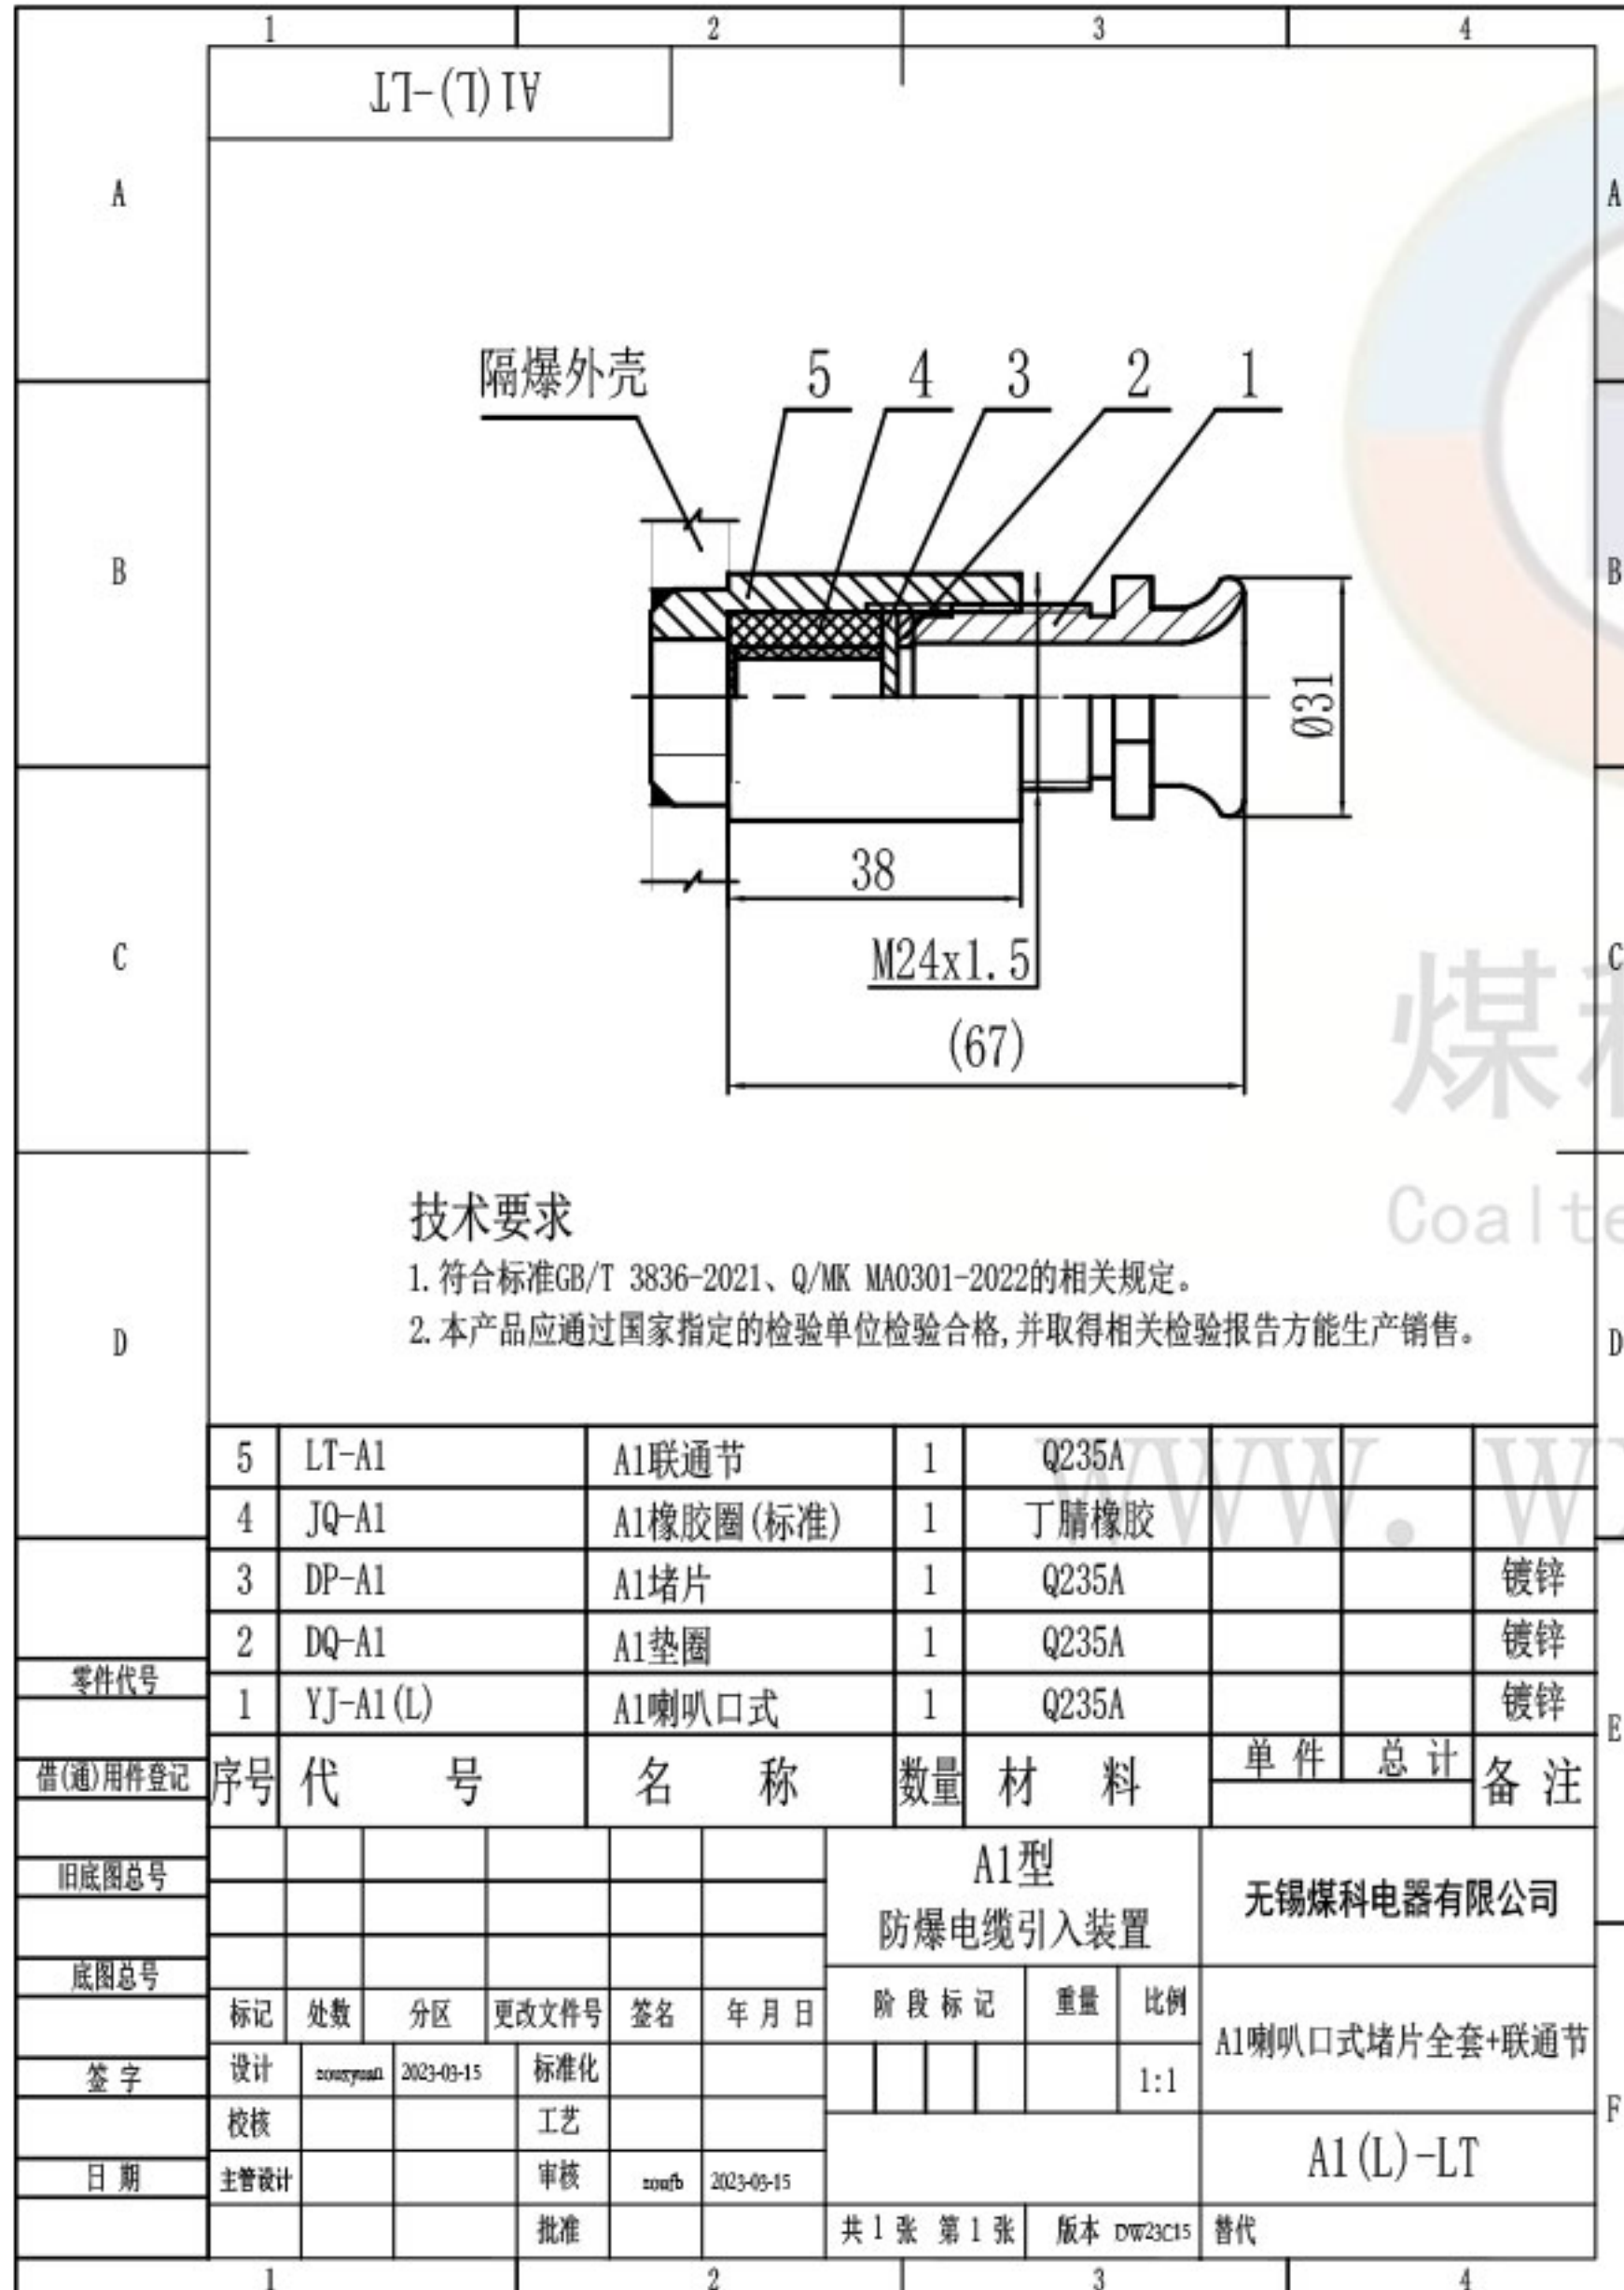 1 2 3 4
A1(L)-LT
A A
隔爆外壳 5 4 3 2 1
B B
Ø31
38
C C
M24x1.5
(67)
煤
Coalte
技术要求
1.符合标准GB/T 3836-2021、Q/MK MA0301-2022的相关规定。
2.本产品应通过国家指定的检验单位检验合格,并取得相关检验报告方能生产销售。
D D
www.w
5 LT-A1 A1联通节 1 Q235A
4 JQ-A1 A1橡胶圈(标准) 1 丁腈橡胶
3 DP-A1 A1堵片 1 Q235A 镀锌
2 DQ-A1 A1垫圈 1 Q235A 镀锌
1 YJ-A1(L) A1喇叭口式 1 Q235A 镀锌
序号 代号 名称 数量 材料 单件 总计 备注
E
零件代号
借(通)用件登记
旧底图总号
底图总号
签字
日期
A1型
防爆电缆引入装置
无锡煤科电器有限公司
标记 处数 分区 更改文件号 签名 年月日
阶段标记 重量 比例
1:1
A1喇叭口式堵片全套+联通节
设计 2023-03-15 标准化
校核 工艺
主管设计 审核 zoufb 2023-03-15
批准
A1(L)-LT
F
共1张 第1张 版本 DW23C15 替代
1 2 3 4